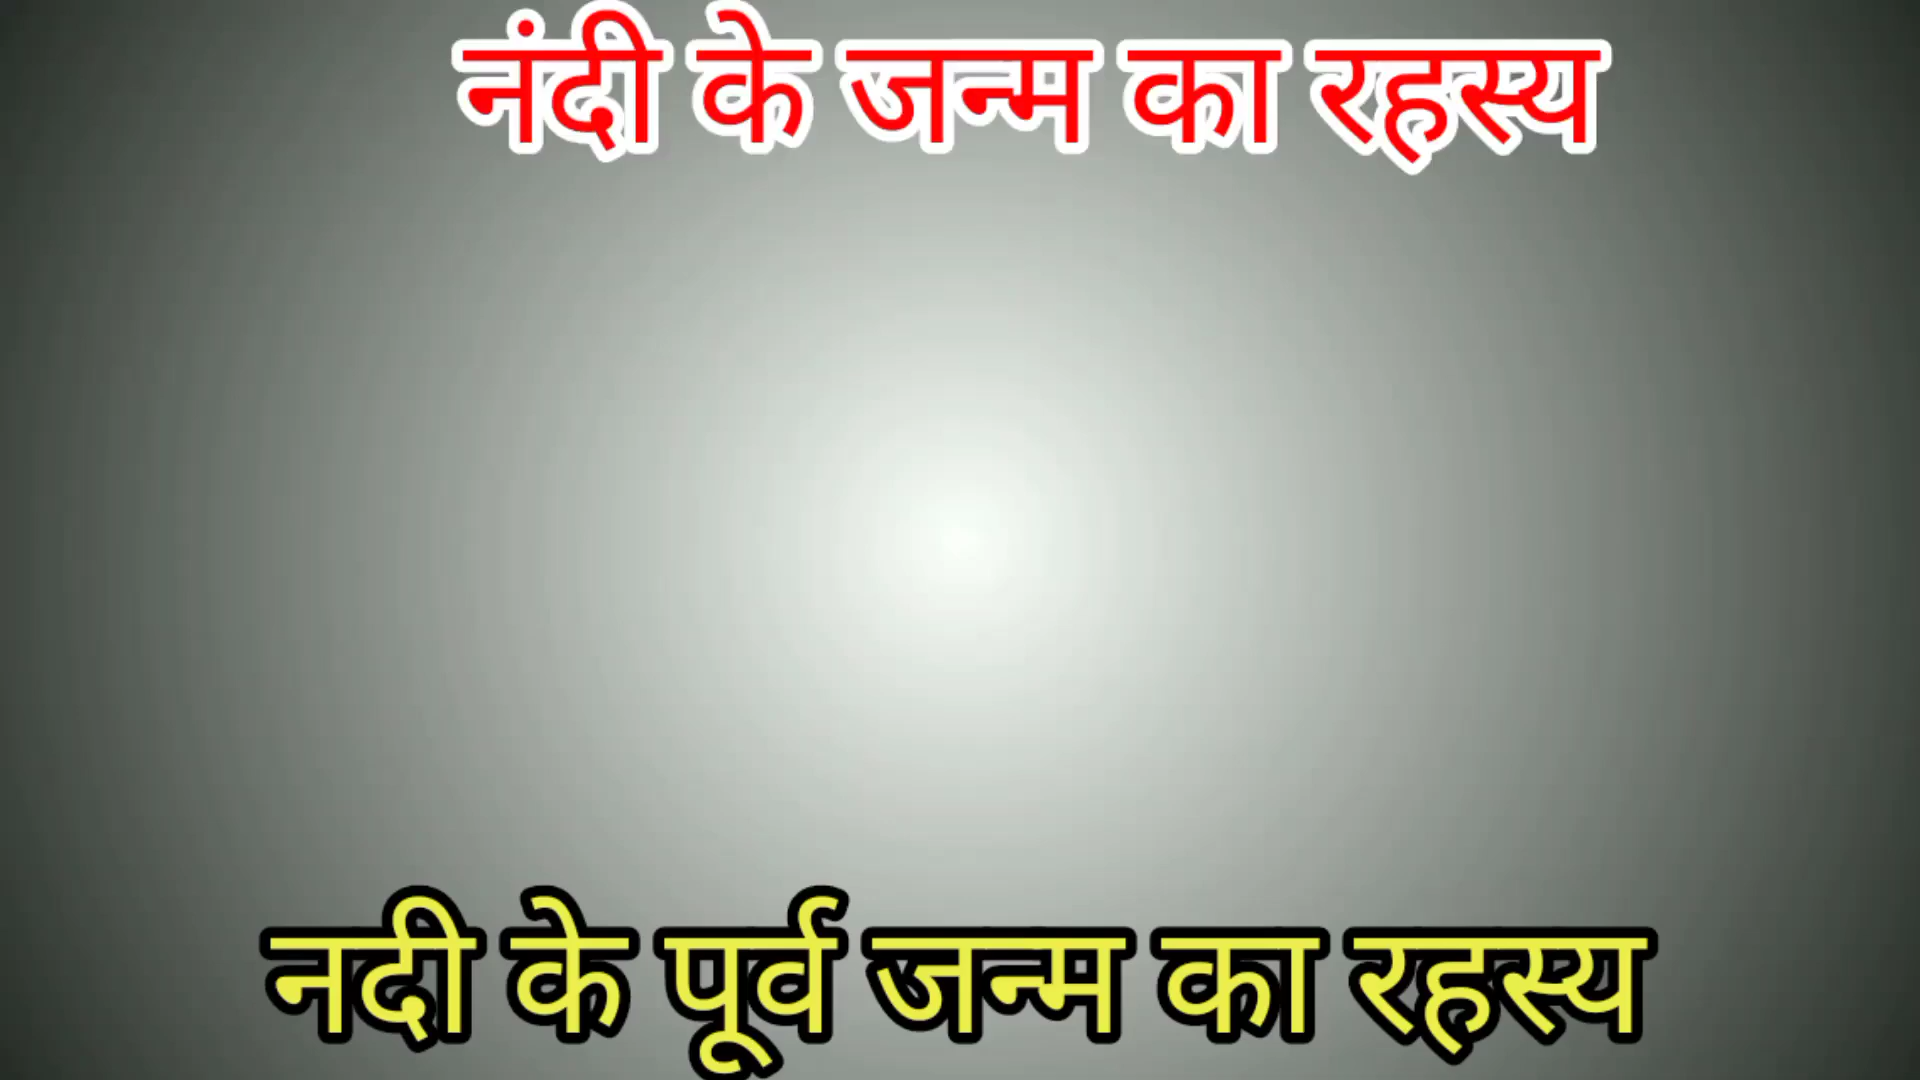 नंदी के जन्म का रहस्य
नदी के पूर्व जन्म का रहस्य